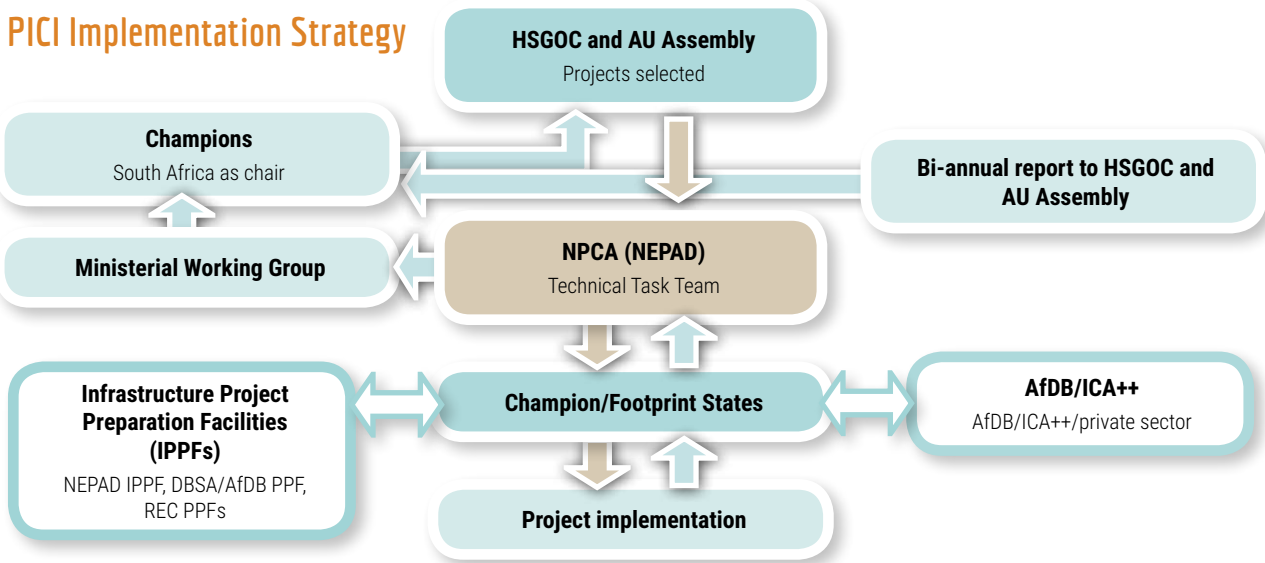 PICI Implementation Strategy
HSGOC and AU Assembly
Projects selected
Champions
South Africa as chair
Bi-annual report to HSGOC and
AU Assembly
Ministerial Working Group
NPCA (NEPAD)
Technical Task Team
Infrastructure Project
Preparation Facilities
(IPPFs)
NEPAD IPPF, DBSA/AfDB PPF,
REC PPFs
Champion/Footprint States
AfDB/ICA++
AfDB/ICA++/private sector
Project implementation